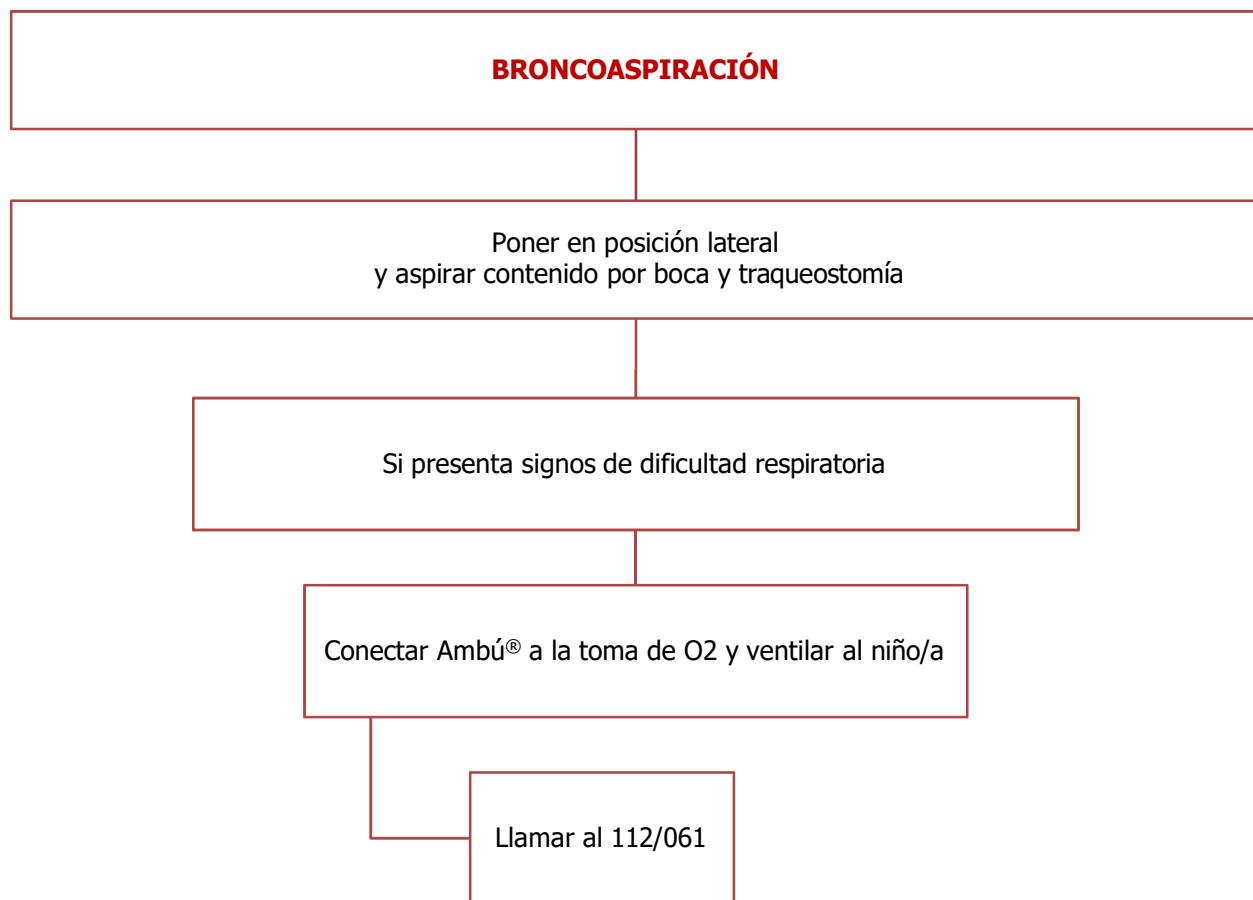 BRONCOASPIRACIÓN
Poner en posición lateral
y aspirar contenido por boca y traqueostomía
Si presenta signos de dificultad respiratoria
Conectar Ambú® a la toma de O2 y ventilar al niño/a
Llamar al 112/061